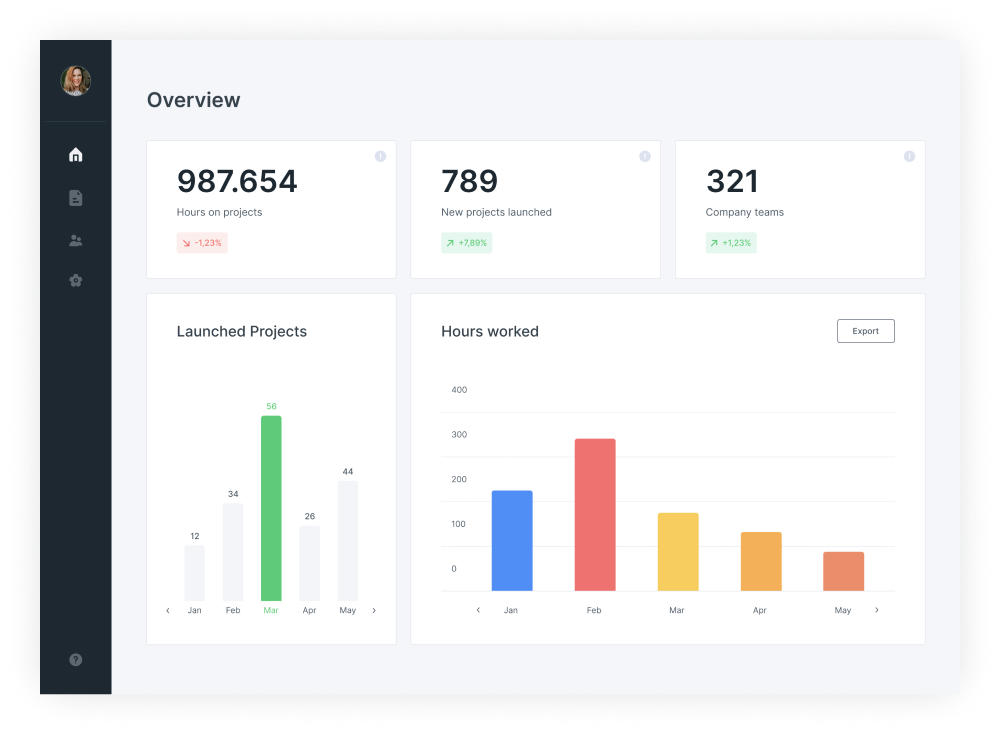 Overview
987.654
Hours on projects
-1,23%
789
New projects launched
+7,89%
321
Company teams
+1,23%
Launched Projects
56
44
34
26
12
Jan Feb Mar Apr May
Hours worked
Export
400
300
200
100
0
Jan Feb Mar Apr May